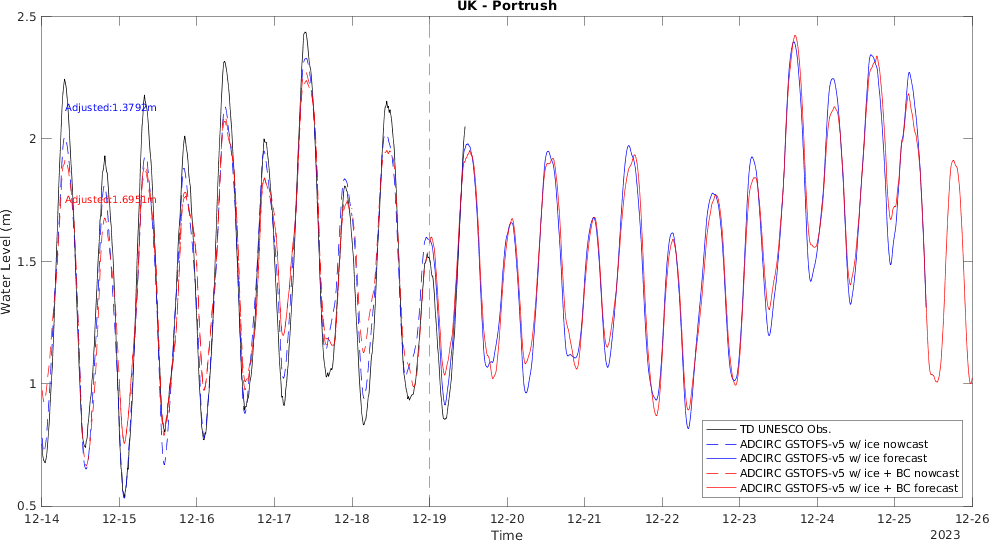 UK - Portrush
Water Level (m)
2.5
2
1.5
1
0.5
Adjusted:1.3792m
Adjusted:1.6951m
TD UNESCO Obs.
ADCIRC GSTOFS-v5 w/ ice nowcast
ADCIRC GSTOFS-v5 w/ ice forecast
ADCIRC GSTOFS-v5 w/ ice + BC nowcast
ADCIRC GSTOFS-v5 w/ ice + BC forecast
12-14 12-15 12-16 12-17 12-18 12-19 12-20 12-21 12-22 12-23 12-24 12-25 12-26
Time
2023